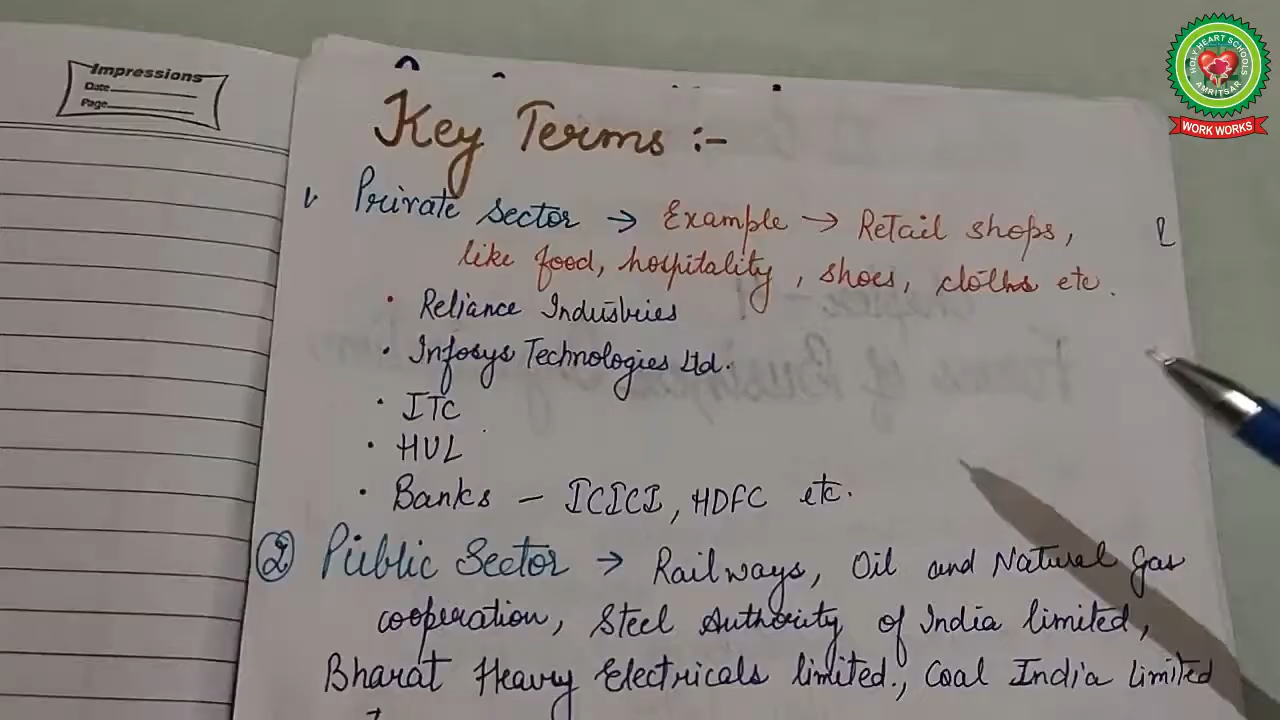 Impressions
Date
Page
HOLY HEART SCHOOLS
AMRITSAR
WORK WORKS
Key Terms :-
Private Sector → Example → Retail shops,
like food, hospitality, shoes, cloths etc.
• Reliance Industries
• Infosys Technologies Ltd.
• ITC
• HUL
• Banks - ICICI, HDFC etc.
② Public Sector → Railways, Oil and Natural Gas
cooperation, Steel Authority of India limited,
Bharat Heavy Electricals limited., Coal India Limited